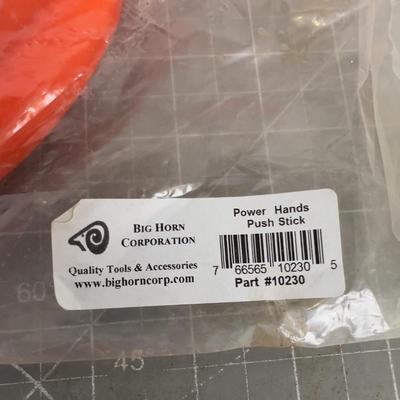 BIG HORN
CORPORATION
Quality Tools & Accessories
www.bighorncorp.com
Power Hands
Push Stick
7 66565 10230 5
Part #10230
60°
45°